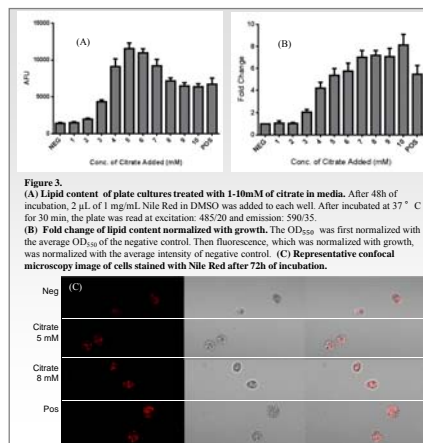 (A)
15000
10000
5000
0
AFU
NEG 1 2 3 4 5 6 7 8 9 10 POS
Conc. of Citrate Added (mM)
(B)
10
8
6
4
2
0
Fold Change
NEG 1 2 3 4 5 6 7 8 9 10 POS
Conc. of Citrate Added (mM)
Figure 3.
(A) Lipid content of plate cultures treated with 1-10mM of citrate in media. After 48h of
incubation, 2 µL of 1 mg/mL Nile Red in DMSO was added to each well. After incubated at 37 ° C
for 30 min, the plate was read at excitation: 485/20 and emission: 590/35.
(B) Fold change of lipid content normalized with growth. The OD550 was first normalized with
the average OD550 of the negative control. Then fluorescence, which was normalized with growth,
was normalized with the average intensity of negative control. (C) Representative confocal
microscopy image of cells stained with Nile Red after 72h of incubation.
(C)
Neg
Citrate
5 mM
Citrate
8 mM
Pos